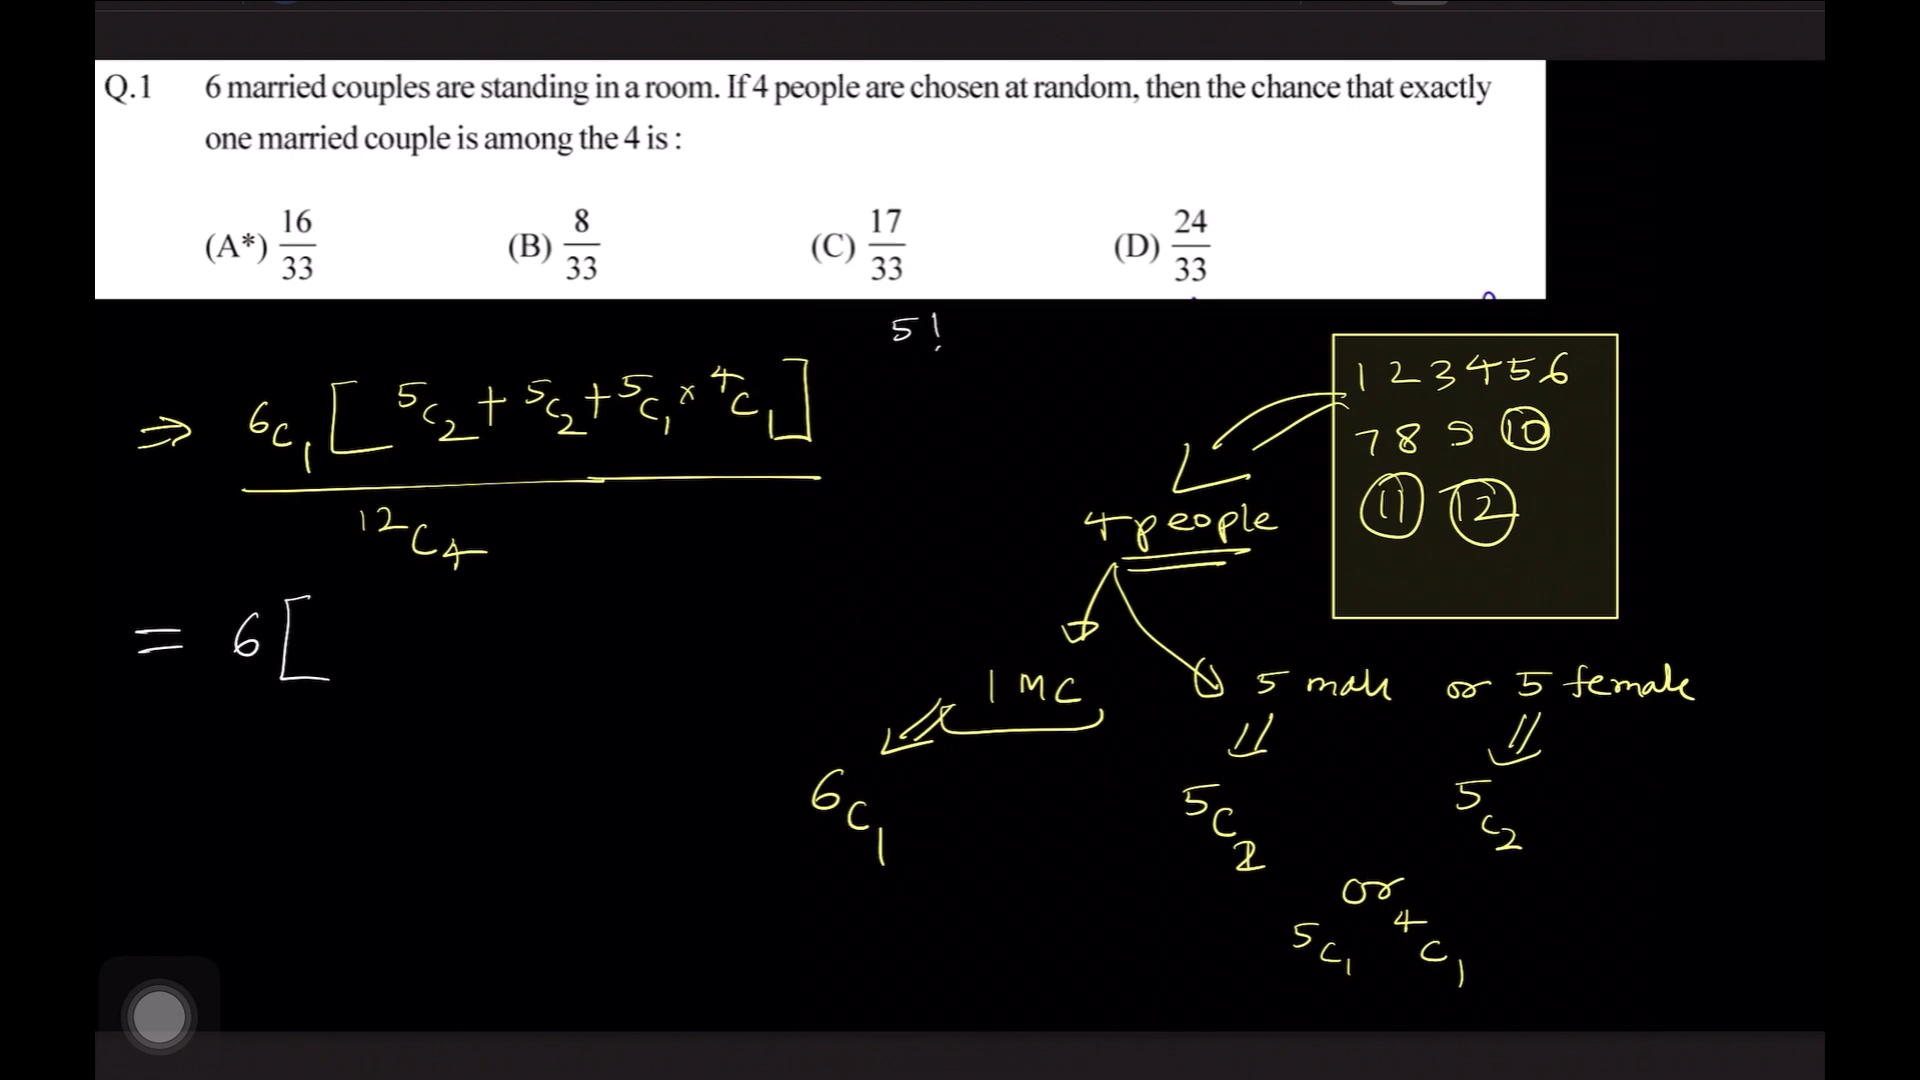 Q.1 6 married couples are standing in a room. If 4 people are chosen at random, then the chance that exactly
one married couple is among the 4 is :
(A*) 16/33 (B) 8/33 (C) 17/33 (D) 24/33
5!
⇒ 6C1 [ 5C2 + 5C2 + 5C1 × 4C1 ]
12C4
= 6 [
1 2 3 4 5 6
7 8 9 10
11 12
4 people
1 MC
5 male or 5 female
6C1
5C2
5C2
or
5C1 4C1